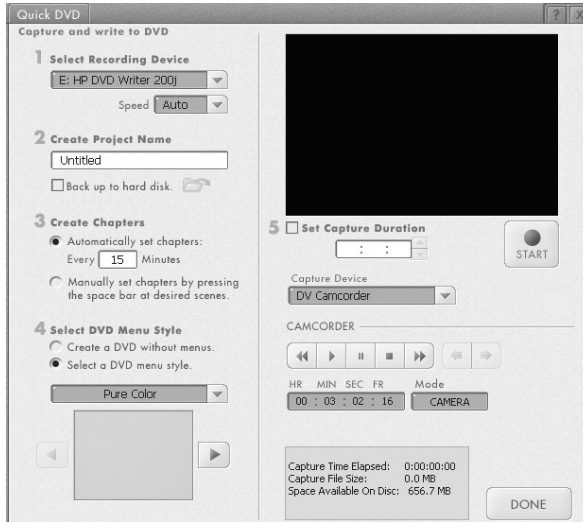 Quick DVD ? X
Capture and write to DVD
1 Select Recording Device
E: HP DVD Writer 200j
Speed Auto
2 Create Project Name
Untitled
Back up to hard disk.
3 Create Chapters
Automatically set chapters:
Every 15 Minutes
Manually set chapters by pressing
the space bar at desired scenes.
4 Select DVD Menu Style
Create a DVD without menus.
Select a DVD menu style.
Pure Color
5 Set Capture Duration
: :
START
Capture Device
DV Camcorder
CAMCORDER
HR MIN SEC FR Mode
00 : 03 : 02 : 16 CAMERA
Capture Time Elapsed: 0:00:00:00
Capture File Size: 0.0 MB
Space Available On Disc: 656.7 MB
DONE